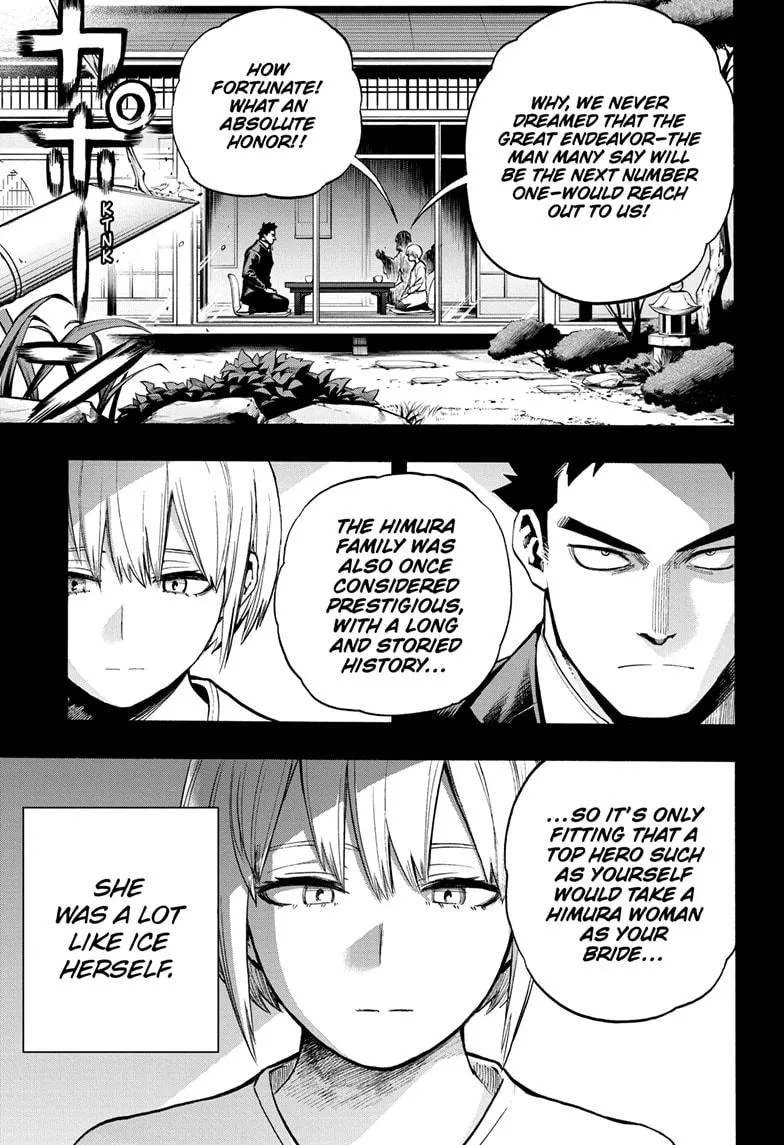 WHY, WE NEVER
DREAMED THAT THE
GREAT ENDEAVOR–THE
MAN MANY SAY WILL
BE THE NEXT NUMBER
ONE–WOULD REACH
OUT TO US!
HOW
FORTUNATE!
WHAT AN
ABSOLUTE
HONOR!!
カポ
KTNK
THE HIMURA
FAMILY WAS
ALSO ONCE
CONSIDERED
PRESTIGIOUS,
WITH A LONG
AND STORIED
HISTORY...
...SO IT'S ONLY
FITTING THAT A
TOP HERO SUCH
AS YOURSELF
WOULD TAKE A
HIMURA WOMAN
AS YOUR
BRIDE...
SHE
WAS A LOT
LIKE ICE
HERSELF.